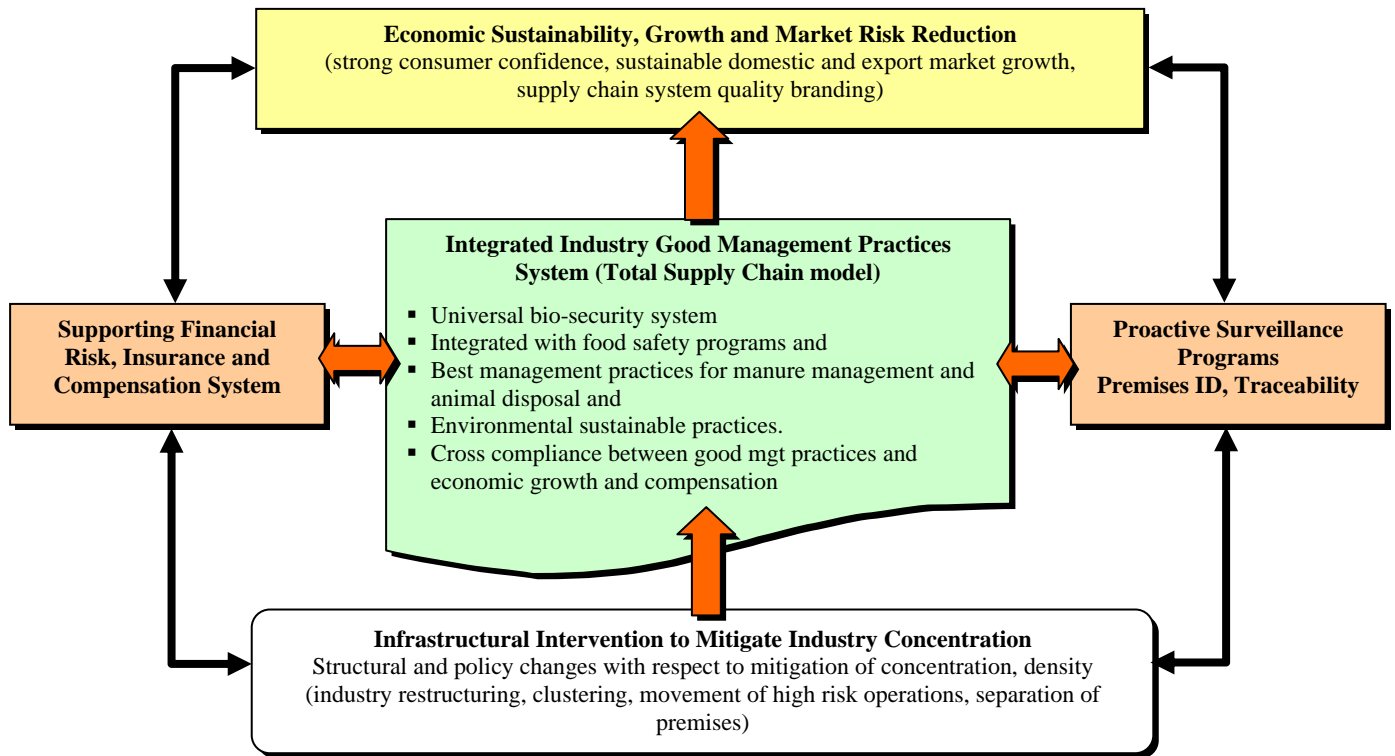 Economic Sustainability, Growth and Market Risk Reduction
(strong consumer confidence, sustainable domestic and export market growth,
supply chain system quality branding)
Integrated Industry Good Management Practices
System (Total Supply Chain model)
▪ Universal bio-security system
▪ Integrated with food safety programs and
▪ Best management practices for manure management and
animal disposal and
▪ Environmental sustainable practices.
▪ Cross compliance between good mgt practices and
economic growth and compensation
Supporting Financial
Risk, Insurance and
Compensation System
Proactive Surveillance
Programs
Premises ID, Traceability
Infrastructural Intervention to Mitigate Industry Concentration
Structural and policy changes with respect to mitigation of concentration, density
(industry restructuring, clustering, movement of high risk operations, separation of
premises)